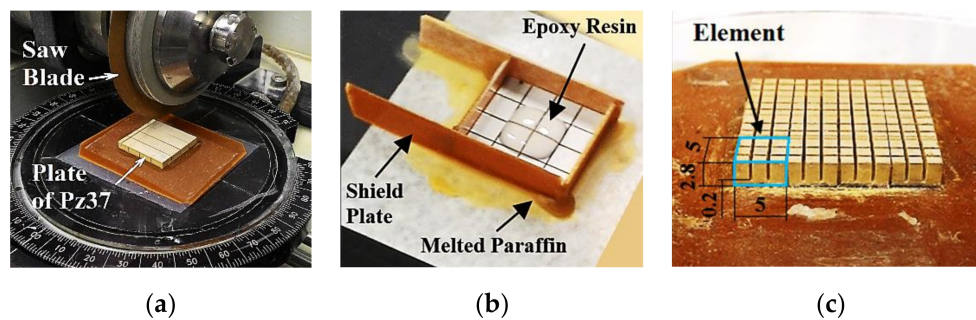 Saw
Blade
Plate
of Pz37
Epoxy Resin
Shield
Plate
Melted Paraffin
Element
5
2.8
0.2
5
(a)
(b)
(c)